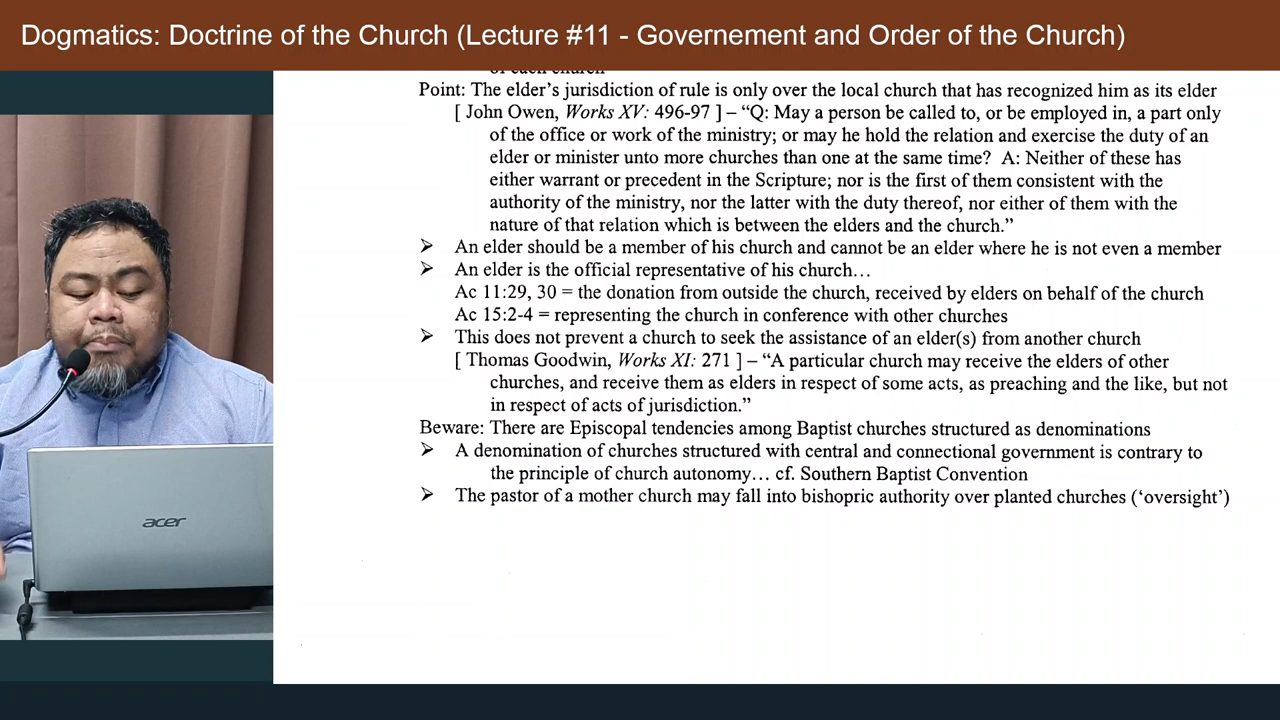 Dogmatics: Doctrine of the Church (Lecture #11 - Governement and Order of the Church)
of each church
Point: The elder’s jurisdiction of rule is only over the local church that has recognized him as its elder
[ John Owen, Works XV: 496-97 ] – “Q: May a person be called to, or be employed in, a part only
of the office or work of the ministry; or may he hold the relation and exercise the duty of an
elder or minister unto more churches than one at the same time? A: Neither of these has
either warrant or precedent in the Scripture; nor is the first of them consistent with the
authority of the ministry, nor the latter with the duty thereof, nor either of them with the
nature of that relation which is between the elders and the church.”
➢ An elder should be a member of his church and cannot be an elder where he is not even a member
➢ An elder is the official representative of his church…
Ac 11:29, 30 = the donation from outside the church, received by elders on behalf of the church
Ac 15:2-4 = representing the church in conference with other churches
➢ This does not prevent a church to seek the assistance of an elder(s) from another church
[ Thomas Goodwin, Works XI: 271 ] – “A particular church may receive the elders of other
churches, and receive them as elders in respect of some acts, as preaching and the like, but not
in respect of acts of jurisdiction.”
Beware: There are Episcopal tendencies among Baptist churches structured as denominations
➢ A denomination of churches structured with central and connectional government is contrary to
the principle of church autonomy… cf. Southern Baptist Convention
➢ The pastor of a mother church may fall into bishopric authority over planted churches (‘oversight’)
acer